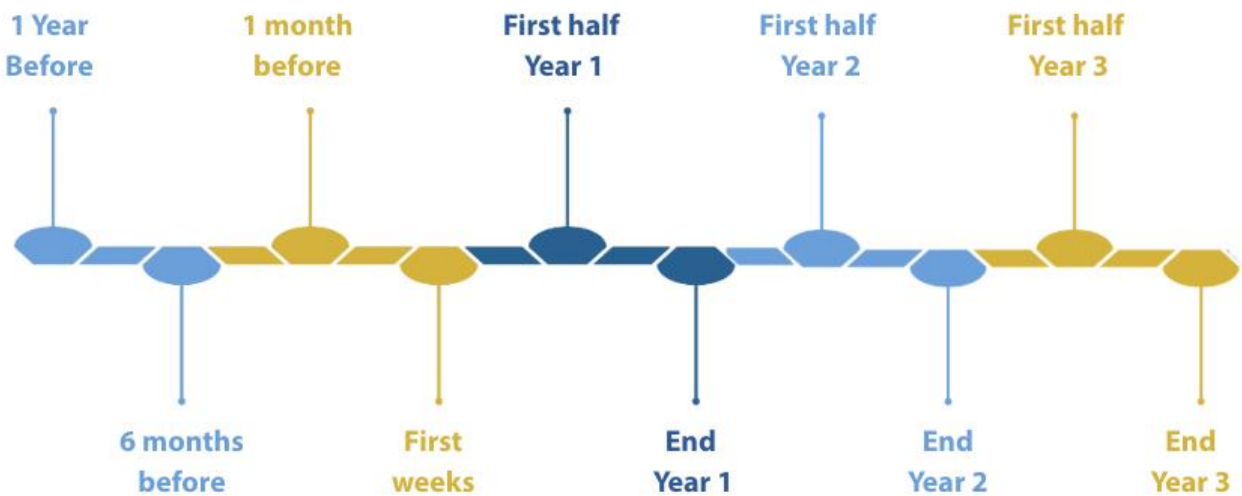 1 Year
Before
1 month
before
First half
Year 1
First half
Year 2
First half
Year 3
6 months
before
First
weeks
End
Year 1
End
Year 2
End
Year 3